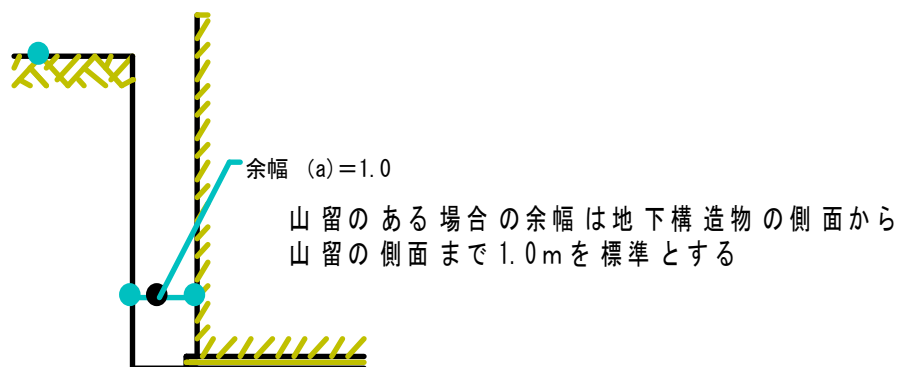 余幅 (a)=1.0
山留のある場合の余幅は地下構造物の側面から
山留の側面まで1.0mを標準とする